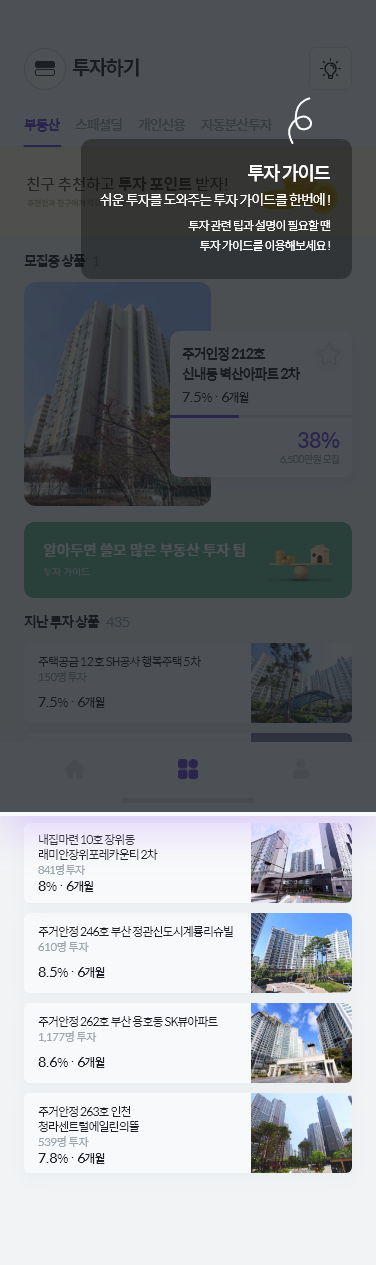 투자하기
부동산 스페셜딜 개인신용 자동분산투자
친구 추천하고 투자 포인트 받자!
투자 가이드
쉬운 투자를 도와주는 투자 가이드를 한번에!
투자 관련 팁과 설명이 필요할 땐
투자 가이드를 이용해보세요!
모집중 상품 1
주거인정 212호
신내동 벽산아파트 2차
7.5% · 6개월
38%
6,500만원 모집
알아두면 쓸모 많은 부동산 투자 팁
투자 가이드
지난 투자 상품 435
주택공급 12호 SH공사 행복주택 5차
150명 투자
7.5% · 6개월
내집마련 10호 장위동
래미안장위포레카운티 2차
841명 투자
8% · 6개월
주거인정 246호 부산 정관신도시계룡리슈빌
610명 투자
8.5% · 6개월
주거인정 262호 부산 용호동 SK뷰아파트
1,177명 투자
8.6% · 6개월
주거인정 263호 인천
청라센트럴에일린의뜰
539명 투자
7.8% · 6개월